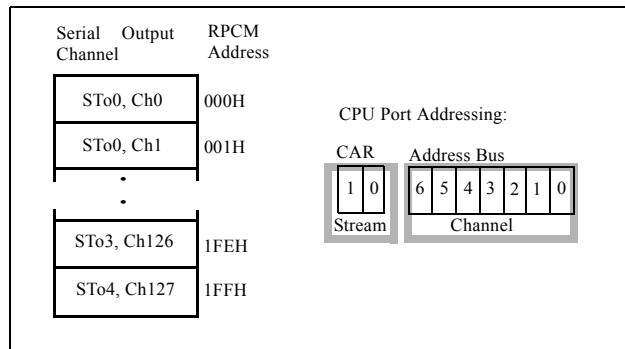 Serial Output Channel
RPCM Address
STo0, Ch0
000H
STo0, Ch1
001H
STo3, Ch126
1FEH
STo4, Ch127
1FFH
CPU Port Addressing:
CAR
Address Bus
1 0
6 5 4 3 2 1 0
Stream
Channel